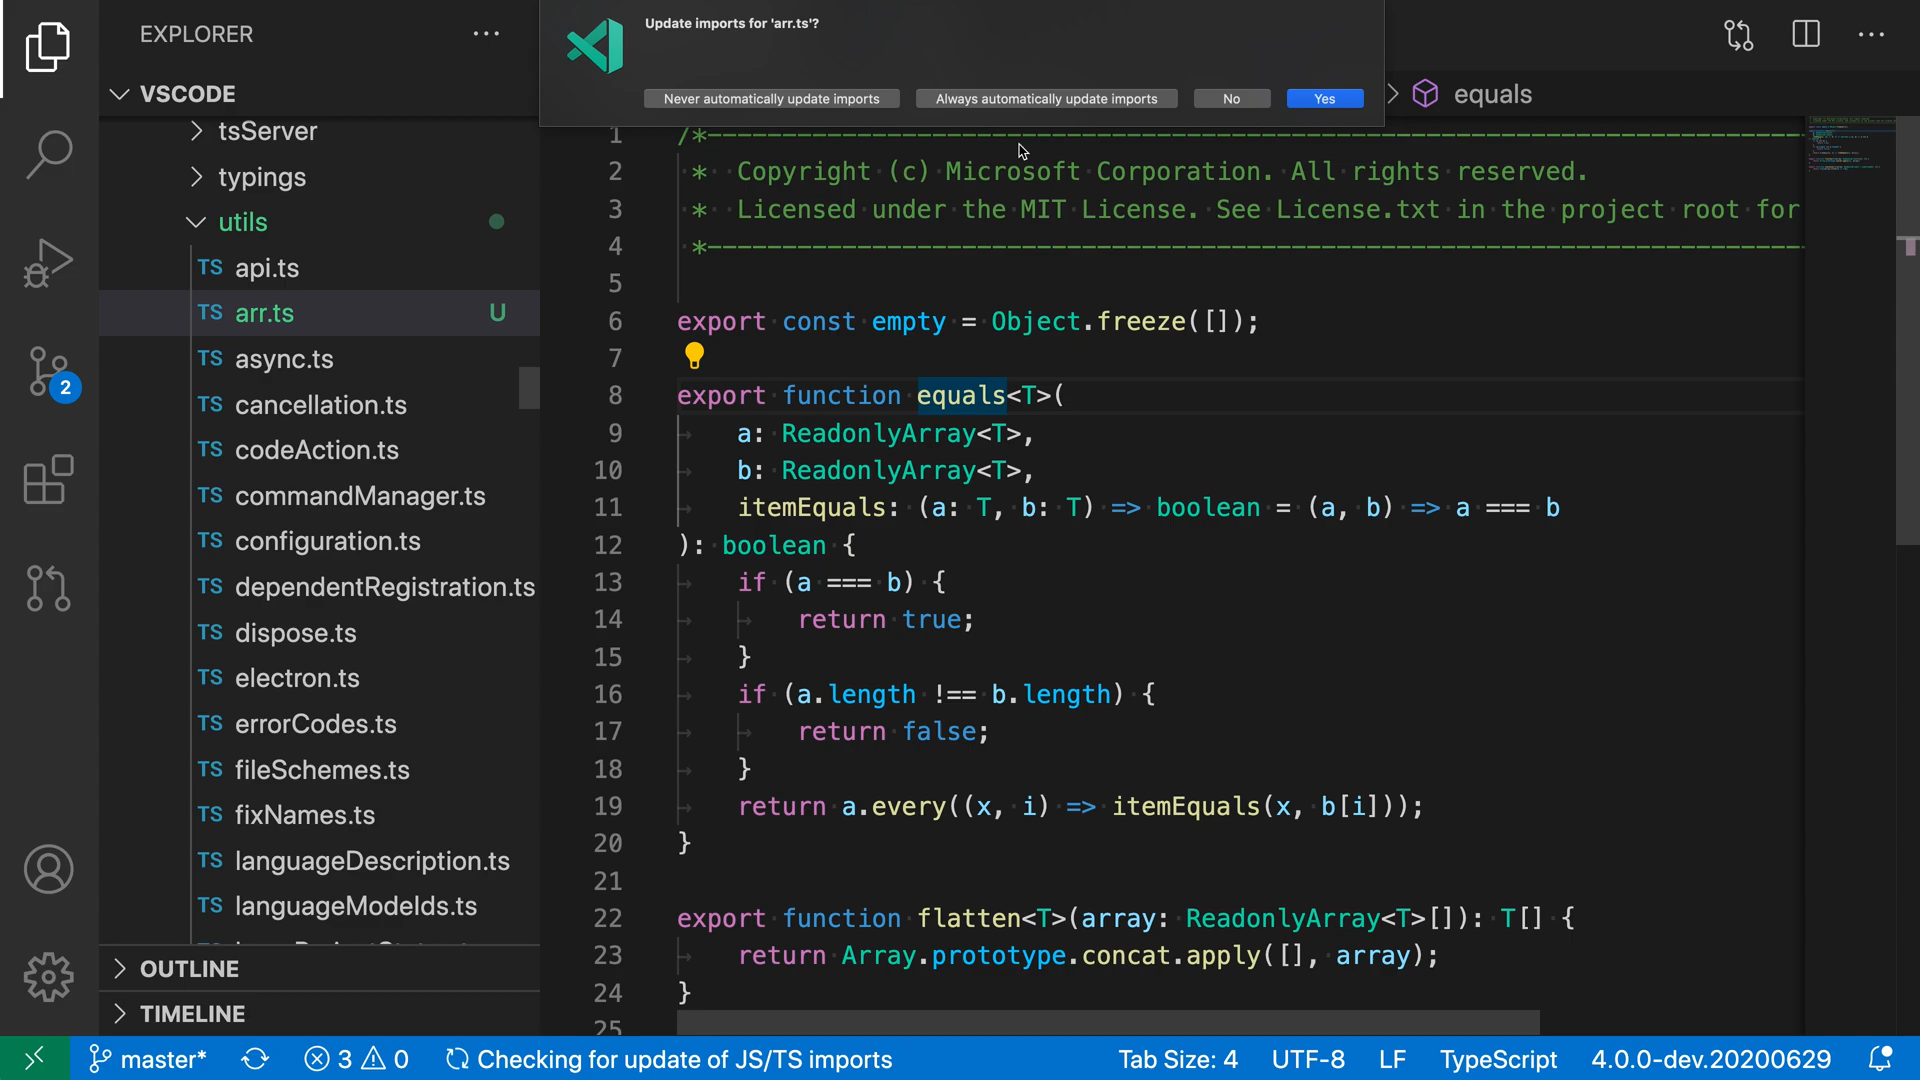 EXPLORER
VSCODE
tsServer
typings
utils
TS api.ts
TS arr.ts U
TS async.ts
TS cancellation.ts
TS codeAction.ts
TS commandManager.ts
TS configuration.ts
TS dependentRegistration.ts
TS dispose.ts
TS electron.ts
TS errorCodes.ts
TS fileSchemes.ts
TS fixNames.ts
TS languageDescription.ts
TS languageModeIds.ts
OUTLINE
TIMELINE
2
Update imports for 'arr.ts'?
Never automatically update imports
Always automatically update imports
No
Yes
equals
1 /*---------------------------------------------------------------------------
2 * Copyright (c) Microsoft Corporation. All rights reserved.
3 * Licensed under the MIT License. See License.txt in the project root for
4 *---------------------------------------------------------------------------
5
6 export const empty = Object.freeze([]);
7
8 export function equals<T>(
9 a: ReadonlyArray<T>,
10 b: ReadonlyArray<T>,
11 itemEquals: (a: T, b: T) => boolean = (a, b) => a === b
12 ): boolean {
13 if (a === b) {
14 return true;
15 }
16 if (a.length !== b.length) {
17 return false;
18 }
19 return a.every((x, i) => itemEquals(x, b[i]));
20 }
21
22 export function flatten<T>(array: ReadonlyArray<T>[]): T[] {
23 return Array.prototype.concat.apply([], array);
24 }
25
master* 3 0 Checking for update of JS/TS imports Tab Size: 4 UTF-8 LF TypeScript 4.0.0-dev.20200629